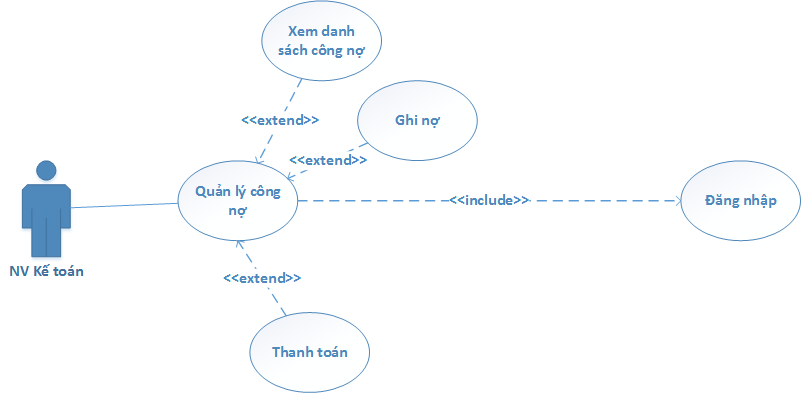 Xem danh
sách công nợ
<<extend>>
Ghi nợ
<<extend>>
Quản lý công
nợ
<<include>>
Đăng nhập
NV Kế toán
<<extend>>
Thanh toán